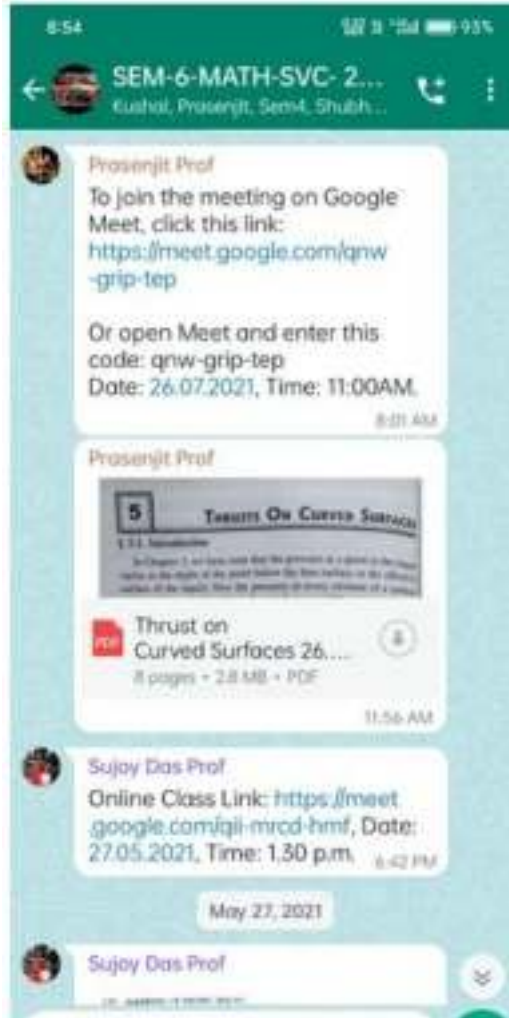 8:54
93%
SEM-6-MATH-SVC- 2...
Kushal, Prasenjit, Sem4, Shubh...
Prasenjit Prof
To join the meeting on Google
Meet, click this link:
https://meet.google.com/qnw
-grip-tep
Or open Meet and enter this
code: qnw-grip-tep
Date: 26.07.2021, Time: 11:00AM.
8:01 AM
Prasenjit Prof
5
THRUSTS ON CURVED SURFACES
Introduction
PDF
Thrust on
Curved Surfaces 26....
8 pages • 2.8 MB • PDF
11:56 AM
Sujoy Das Prof
Online Class Link: https://meet
.google.com/qii-mrcd-hmf, Date:
27.05.2021, Time: 1.30 p.m.
6:42 PM
May 27, 2021
Sujoy Das Prof